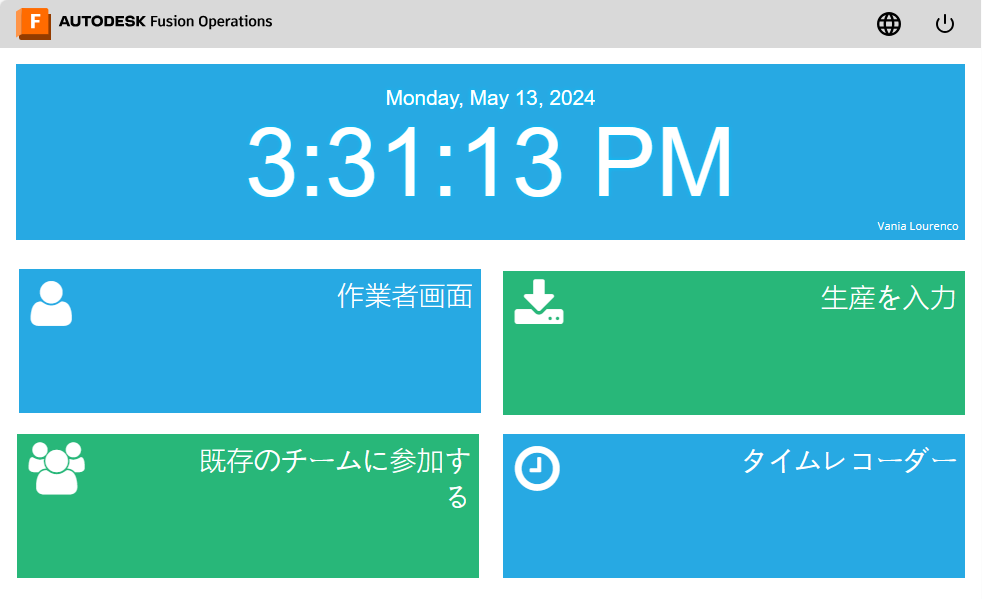 AUTODESK Fusion Operations
Monday, May 13, 2024
3:31:13 PM
Vania Lourenco
作業者画面
生産を入力
既存のチームに参加す
る
タイムレコーダー